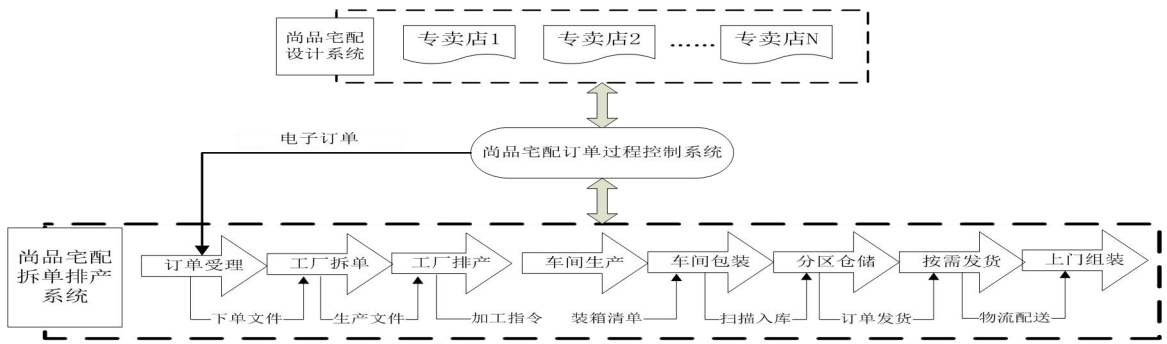 尚品宅配
设计系统
专卖店1
专卖店2
......
专卖店N
电子订单
尚品宅配订单过程控制系统
尚品宅配
拆单排产
系统
订单受理
工厂拆单
工厂排产
车间生产
车间包装
分区仓储
按需发货
上门组装
下单文件
生产文件
加工指令
装箱清单
扫描入库
订单发货
物流配送